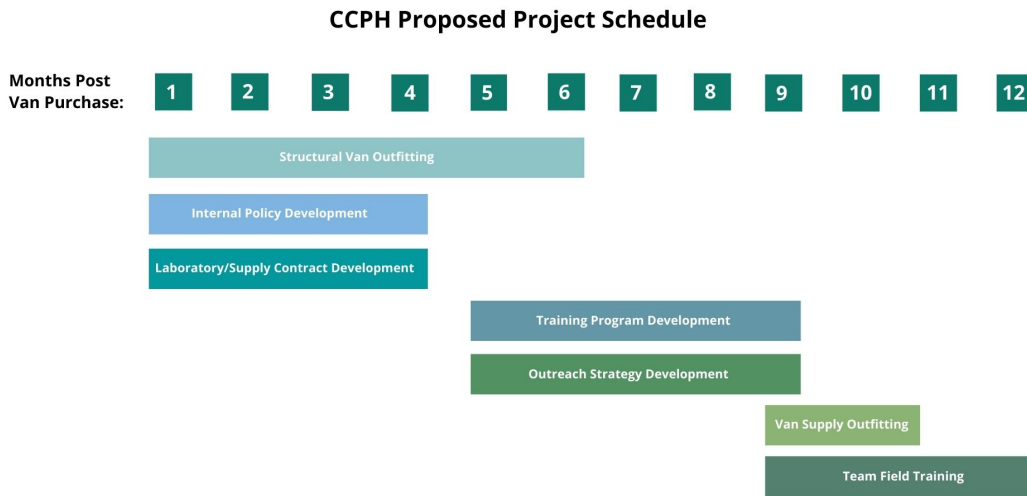 CCPH Proposed Project Schedule
Months Post
Van Purchase:
1 2 3 4 5 6 7 8 9 10 11 12
Structural Van Outfitting
Internal Policy Development
Laboratory/Supply Contract Development
Training Program Development
Outreach Strategy Development
Van Supply Outfitting
Team Field Training